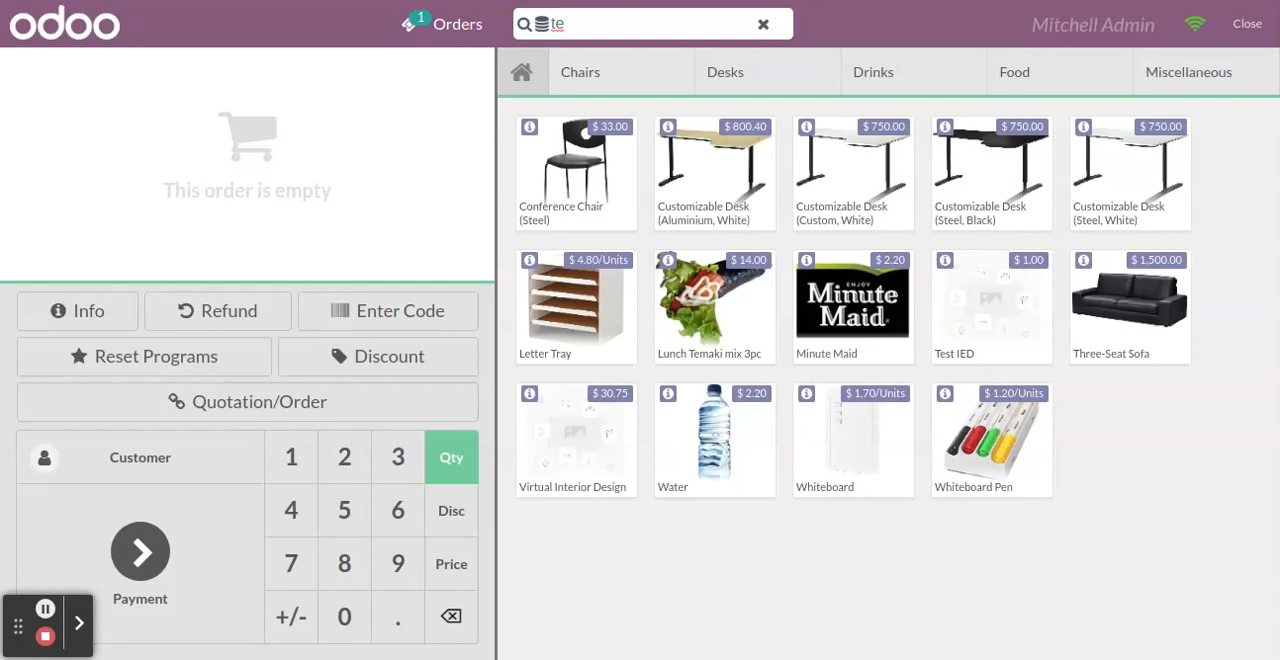 odoo
1
Orders
te
Mitchell Admin
Close
This order is empty
Info
Refund
Enter Code
Reset Programs
Discount
Quotation/Order
Customer
1
2
3
Qty
4
5
6
Disc
7
8
9
Price
+/-
0
.
Payment
Chairs
Desks
Drinks
Food
Miscellaneous
$ 33.00
Conference Chair
(Steel)
$ 800.40
Customizable Desk
(Aluminium, White)
$ 750.00
Customizable Desk
(Custom, White)
$ 750.00
Customizable Desk
(Steel, Black)
$ 750.00
Customizable Desk
(Steel, White)
$ 4.80/Units
Letter Tray
$ 14.00
Lunch Temaki mix 3pc
$ 2.20
ENJOY
Minute
Maid
Minute Maid
$ 1.00
Test IED
$ 1,500.00
Three-Seat Sofa
$ 30.75
Virtual Interior Design
$ 2.20
Water
$ 1.70/Units
Whiteboard
$ 1.20/Units
Whiteboard Pen